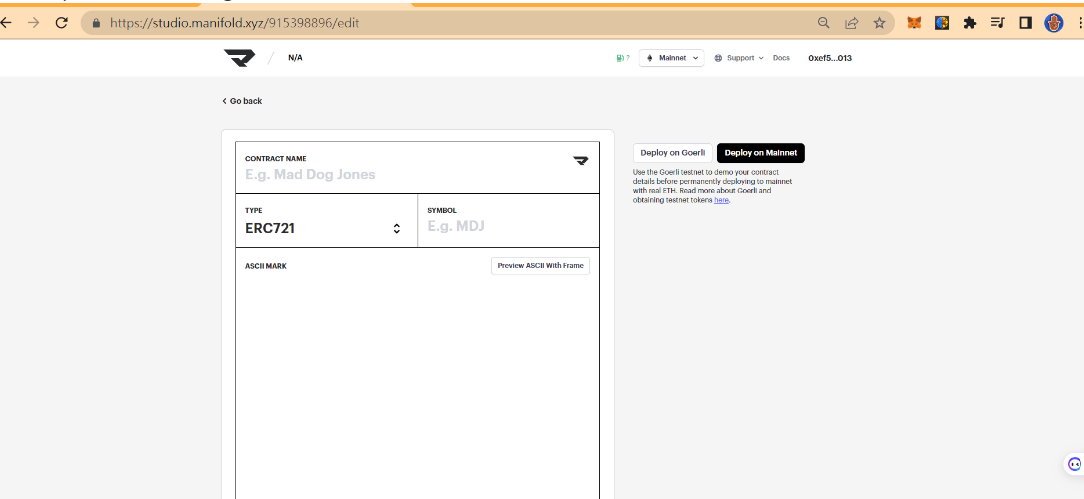 https://studio.manifold.xyz/915398896/edit
N/A
?
Mainnet
Support
Docs
0xef5...013
Go back
CONTRACT NAME
E.g. Mad Dog Jones
TYPE
ERC721
SYMBOL
E.g. MDJ
ASCII MARK
Preview ASCII With Frame
Deploy on Goerli
Deploy on Mainnet
Use the Goerli testnet to demo your contract
details before permanently deploying to mainnet
with real ETH. Read more about Goerli and
obtaining testnet tokens here.